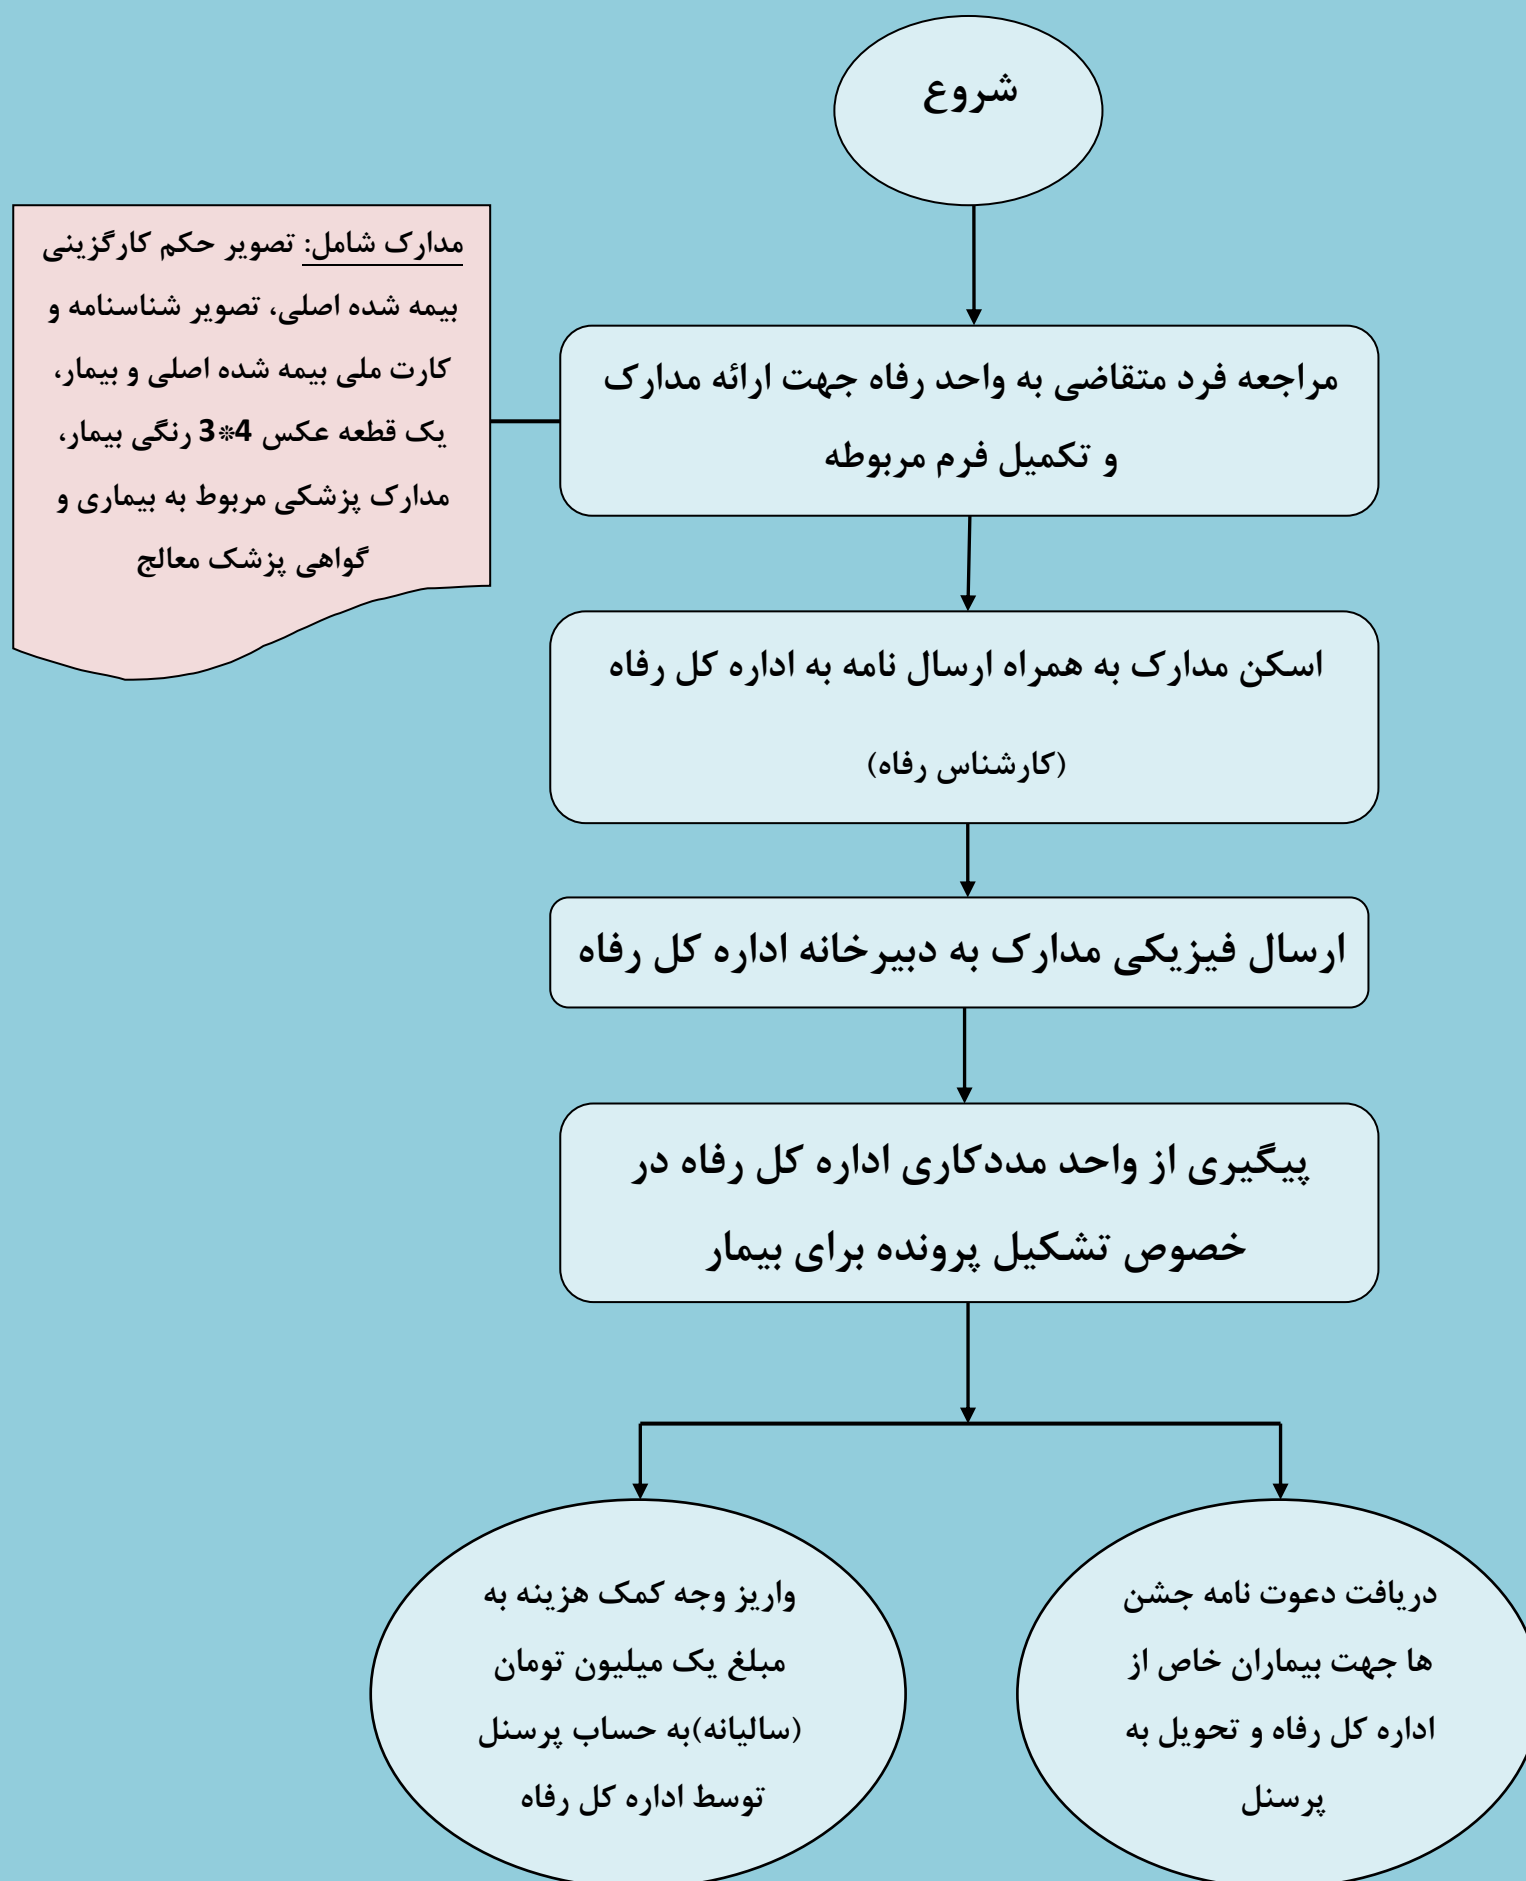 شروع
مدارک شامل: تصویر حکم کارگزینی
بیمه شده اصلی، تصویر شناسنامه و
کارت ملی بیمه شده اصلی و بیمار،
یک قطعه عکس 4*3 رنگی بیمار،
مدارک پزشکی مربوط به بیماری و
گواهی پزشک معالج
مراجعه فرد متقاضی به واحد رفاه جهت ارائه مدارک
و تکمیل فرم مربوطه
اسکن مدارک به همراه ارسال نامه به اداره کل رفاه
(کارشناس رفاه)
ارسال فیزیکی مدارک به دبیرخانه اداره کل رفاه
پیگیری از واحد مددکاری اداره کل رفاه در
خصوص تشکیل پرونده برای بیمار
دریافت دعوت نامه جشن
ها جهت بیماران خاص از
اداره کل رفاه و تحویل به
پرسنل
واریز وجه کمک هزینه به
مبلغ یک میلیون تومان
(سالیانه)به حساب پرسنل
توسط اداره کل رفاه